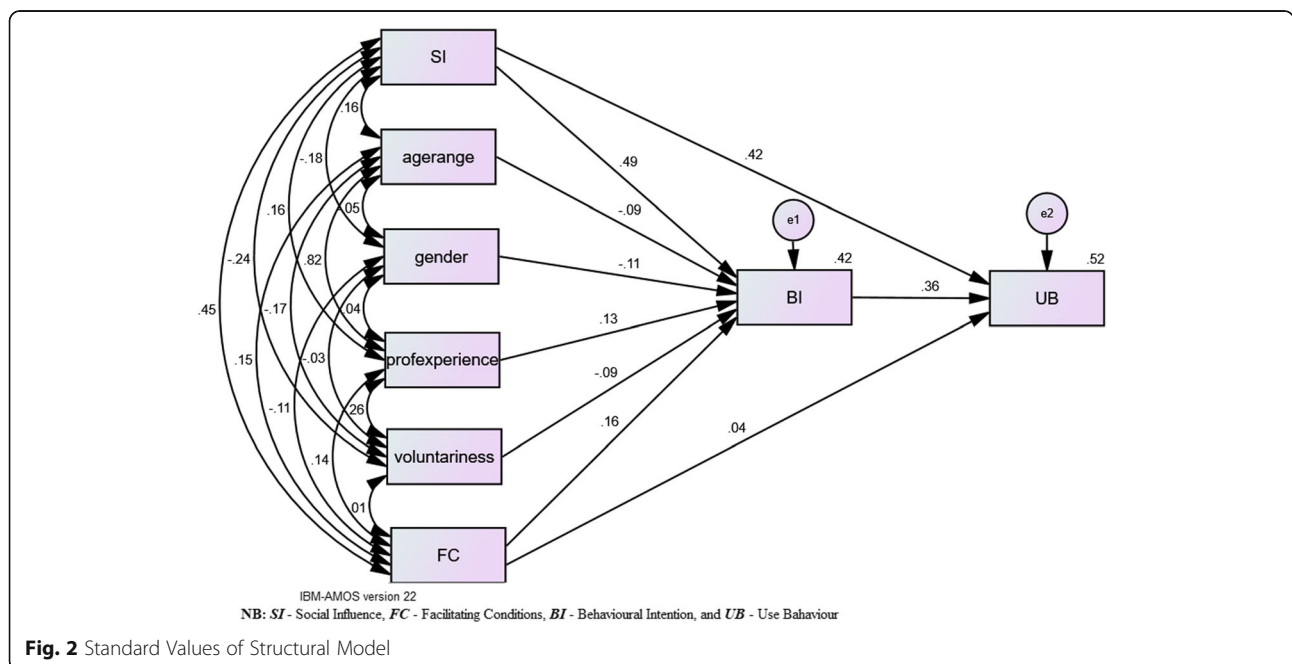 SI
.16
agerange
-.18
.42
.49
.16
.05
-.09
e1
e2
gender
-.24
.82
-.11
.42
.52
BI
.36
UB
.45
-.17
.04
.13
-.03
profexperience
.15
-.09
-.11
26
.16
.04
voluntariness
.14
01
FC
IBM-AMOS version 22
NB: SI - Social Influence, FC - Facilitating Conditions, BI - Behavioural Intention, and UB - Use Bahaviour
Fig. 2 Standard Values of Structural Model